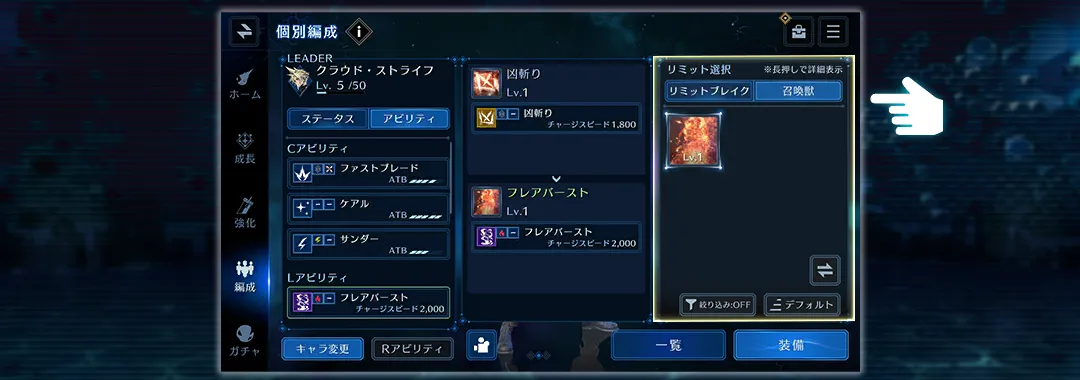 個別編成
i
LEADER
クラウド・ストライフ
Lv. 5 /50
ステータス
アビリティ
Cアビリティ
ファストブレード
ATB
ケアル
ATB
サンダー
ATB
Lアビリティ
フレアバースト
チャージスピード2,000
キャラ変更
Rアビリティ
ホーム
成長
強化
編成
ガチャ
凶斬り
Lv.1
凶斬り
チャージスピード1,800
フレアバースト
Lv.1
フレアバースト
チャージスピード2,000
リミット選択
※長押しで詳細表示
リミットブレイク
召喚獣
Lv.1
絞り込み:OFF
デフォルト
一覧
装備